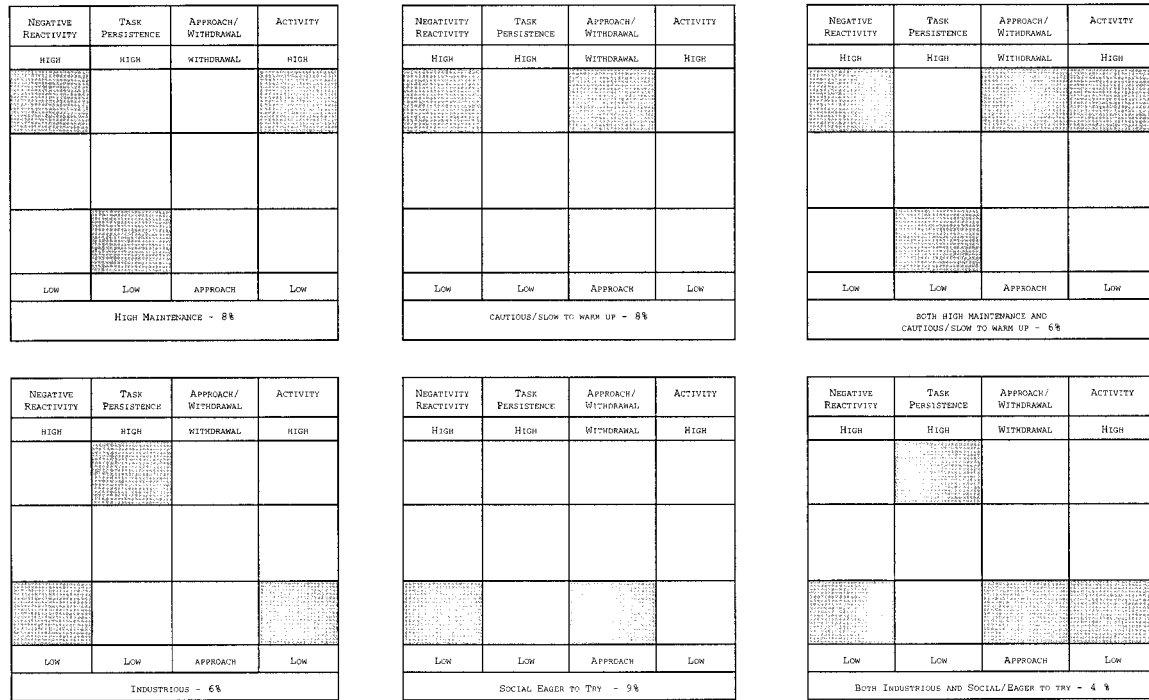 NEGATIVE REACTIVITY TASK PERSISTENCE APPROACH/ WITHDRAWAL ACTIVITY
HIGH HIGH WITHDRAWAL HIGH
LOW LOW APPROACH LOW
HIGH MAINTENANCE - 8%
NEGATIVITY REACTIVITY TASK PERSISTENCE APPROACH/ WITHDRAWAL ACTIVITY
HIGH HIGH WITHDRAWAL HIGH
LOW LOW APPROACH LOW
CAUTIOUS/SLOW TO WARM UP - 8%
NEGATIVE REACTIVITY TASK PERSISTENCE APPROACH/ WITHDRAWAL ACTIVITY
HIGH HIGH WITHDRAWAL HIGH
LOW LOW APPROACH LOW
BOTH HIGH MAINTENANCE AND
CAUTIOUS/SLOW TO WARM UP - 6%
NEGATIVE REACTIVITY TASK PERSISTENCE APPROACH/ WITHDRAWAL ACTIVITY
HIGH HIGH WITHDRAWAL HIGH
LOW LOW APPROACH LOW
INDUSTRIOUS - 6%
NEGATIVITY REACTIVITY TASK PERSISTENCE APPROACH/ WITHDRAWAL ACTIVITY
HIGH HIGH WITHDRAWAL HIGH
LOW LOW APPROACH LOW
SOCIAL EAGER TO TRY - 9%
NEGATIVE REACTIVITY TASK PERSISTENCE APPROACH/ WITHDRAWAL ACTIVITY
HIGH HIGH WITHDRAWAL HIGH
LOW LOW APPROACH LOW
BOTH INDUSTRIOUS AND SOCIAL/EAGER TO TRY - 4 %